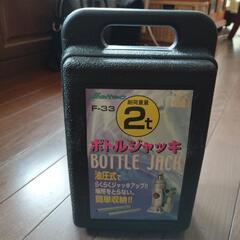 F-33
耐荷重量
2t
ボトルジャッキ
BOTTLE JACK
油圧式で
らくらくジャッキアップ!!
場所をとらない、
簡単収納!!